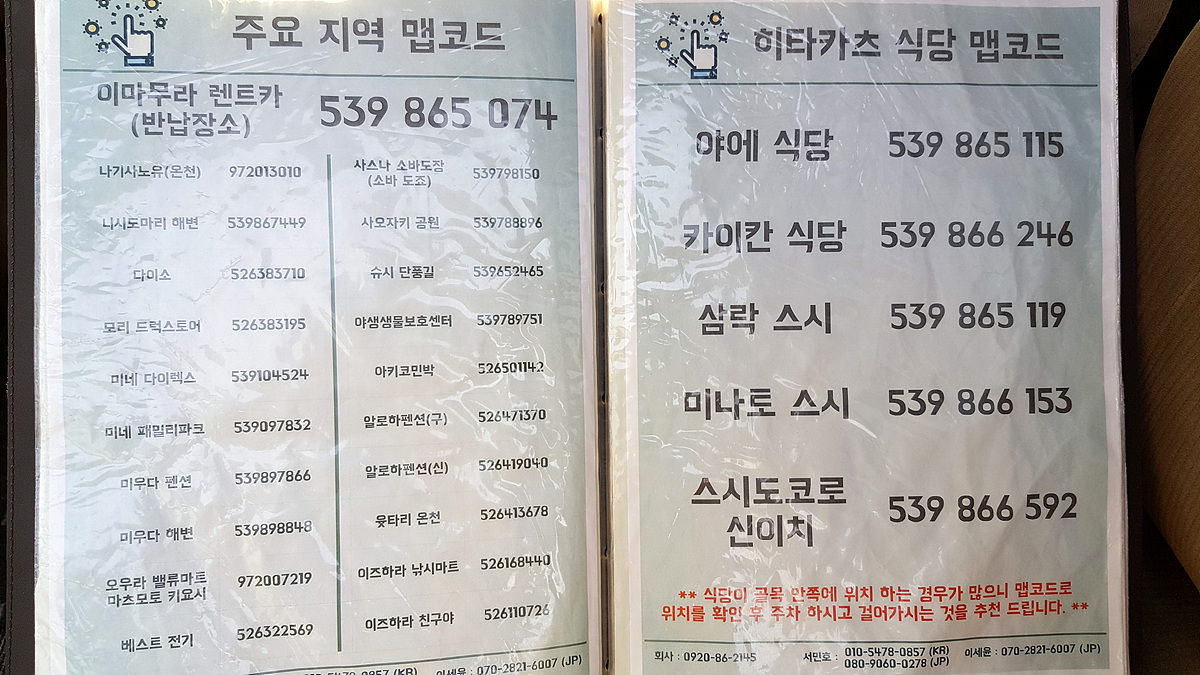 주요 지역 맵코드
이마무라 렌트카
(반납장소)
539 865 074
나기사노유(온천) 972013010
니시도마리 해변 539867449
다이소 526383710
모리 드럭스토어 526383195
미네 다이렉스 539104524
미네 패밀리파크 539097832
미우다 펜션 539897866
미우다 해변 539898848
오우라 밸류마트
마츠모토 키요시
972007219
베스트 전기 526322569
사스나 소바도장
(소바 도죠)
539798150
사오자키 공원 539788896
슈시 단풍길 539652465
야생생물보호센터 539789751
아키코민박 526501142
알로하펜션(구) 526471370
알로하펜션(신) 526419040
윳타리 온천 526413678
이즈하라 낚시마트 526168440
이즈하라 친구야 526110726
5478-0857 (KR) 이세윤 : 070-2821-6007 (JP)
히타카츠 식당 맵코드
야에 식당 539 865 115
카이칸 식당 539 866 246
삼락 스시 539 865 119
미나토 스시 539 866 153
스시도코로
신이치
539 866 592
** 식당이 골목 안쪽에 위치 하는 경우가 많으니 맵코드로
위치를 확인 후 주차 하시고 걸어가시는 것을 추천 드립니다. **
회사 : 0920-86-2145 서민호 : 010-5478-0857 (KR) 이세윤 : 070-2821-6007 (JP)
080-9060-0278 (JP)